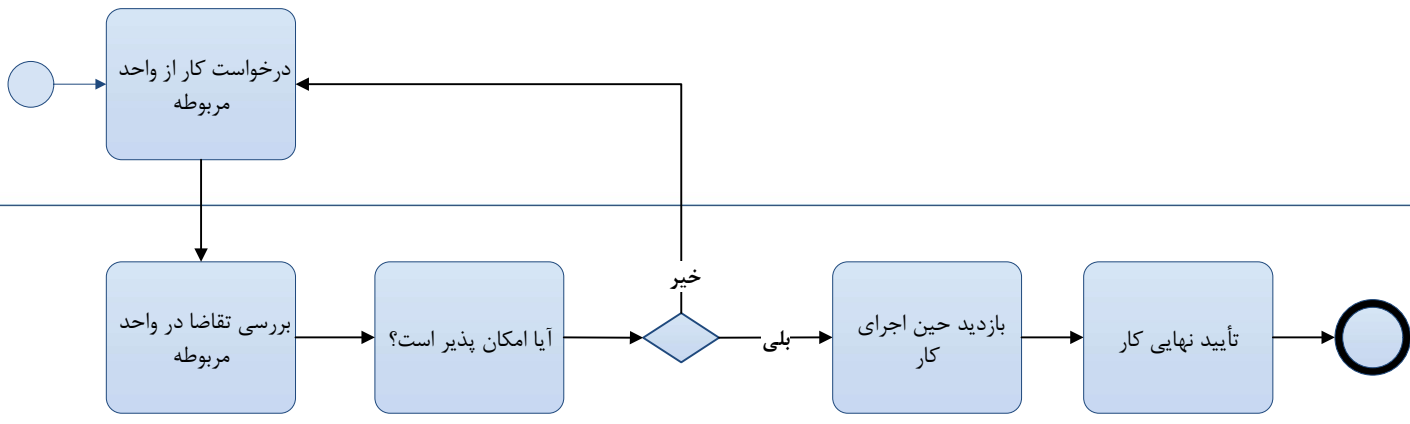 درخواست کار از واحد
مربوطه
بررسی تقاضا در واحد
مربوطه
آیا امکان پذیر است؟
خیر
بلی
بازدید حین اجرای
کار
تأیید نهایی کار